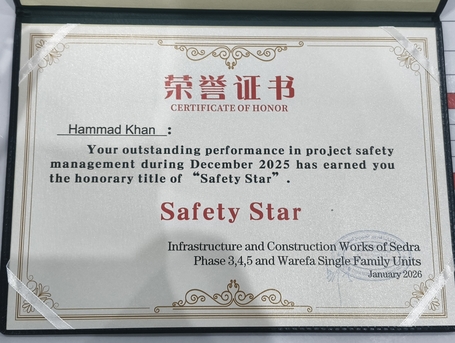 荣誉证书
CERTIFICATE OF HONOR
Hammad Khan :
Your outstanding performance in project safety
management during December 2025 has earned you
the honorary title of “Safety Star”.
Safety Star
Infrastructure and Construction Works of Sedra
Phase 3,4,5 and Warefa Single Family Units
January 2026